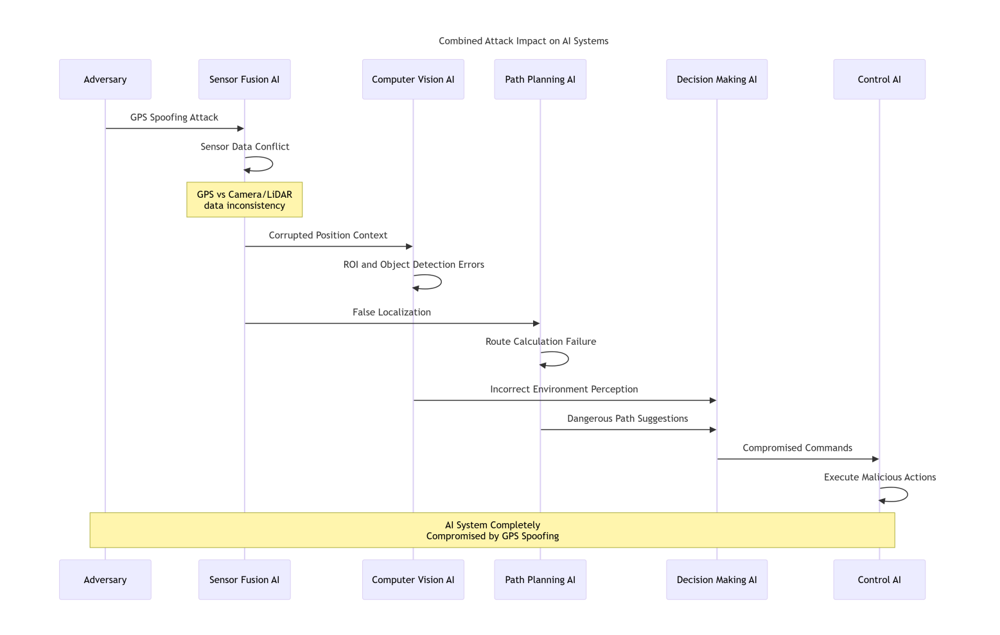 Combined Attack Impact on AI Systems
Adversary
Sensor Fusion AI
Computer Vision AI
Path Planning AI
Decision Making AI
Control AI
GPS Spoofing Attack
Sensor Data Conflict
GPS vs Camera/LiDAR
data inconsistency
Corrupted Position Context
ROI and Object Detection Errors
False Localization
Route Calculation Failure
Incorrect Environment Perception
Dangerous Path Suggestions
Compromised Commands
Execute Malicious Actions
AI System Completely
Compromised by GPS Spoofing
Adversary
Sensor Fusion AI
Computer Vision AI
Path Planning AI
Decision Making AI
Control AI